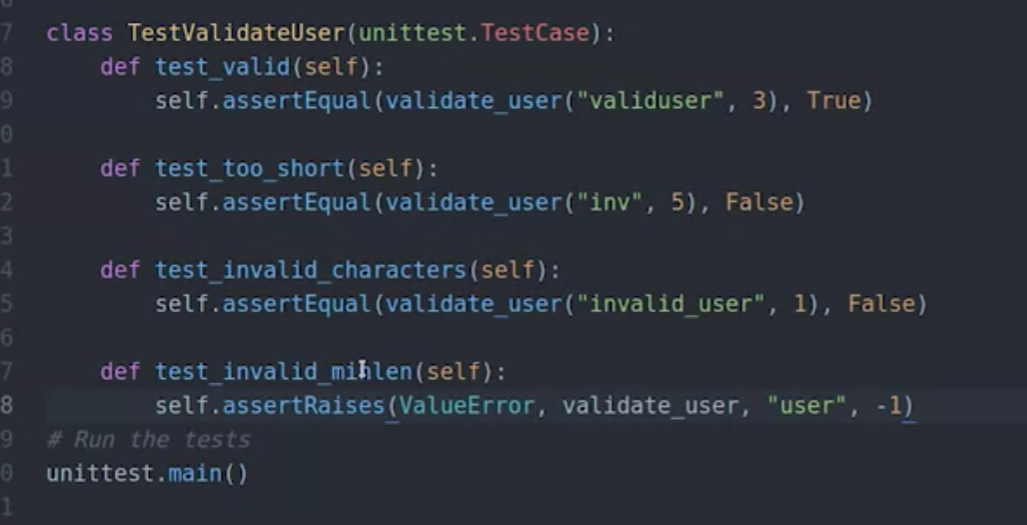 7 class TestValidateUser(unittest.TestCase):
8 def test_valid(self):
9 self.assertEqual(validate_user("validuser", 3), True)
0
1 def test_too_short(self):
2 self.assertEqual(validate_user("inv", 5), False)
3
4 def test_invalid_characters(self):
5 self.assertEqual(validate_user("invalid_user", 1), False)
6
7 def test_invalid_minlen(self):
8 self.assertRaises(ValueError, validate_user, "user", -1)
9 # Run the tests
0 unittest.main()
1